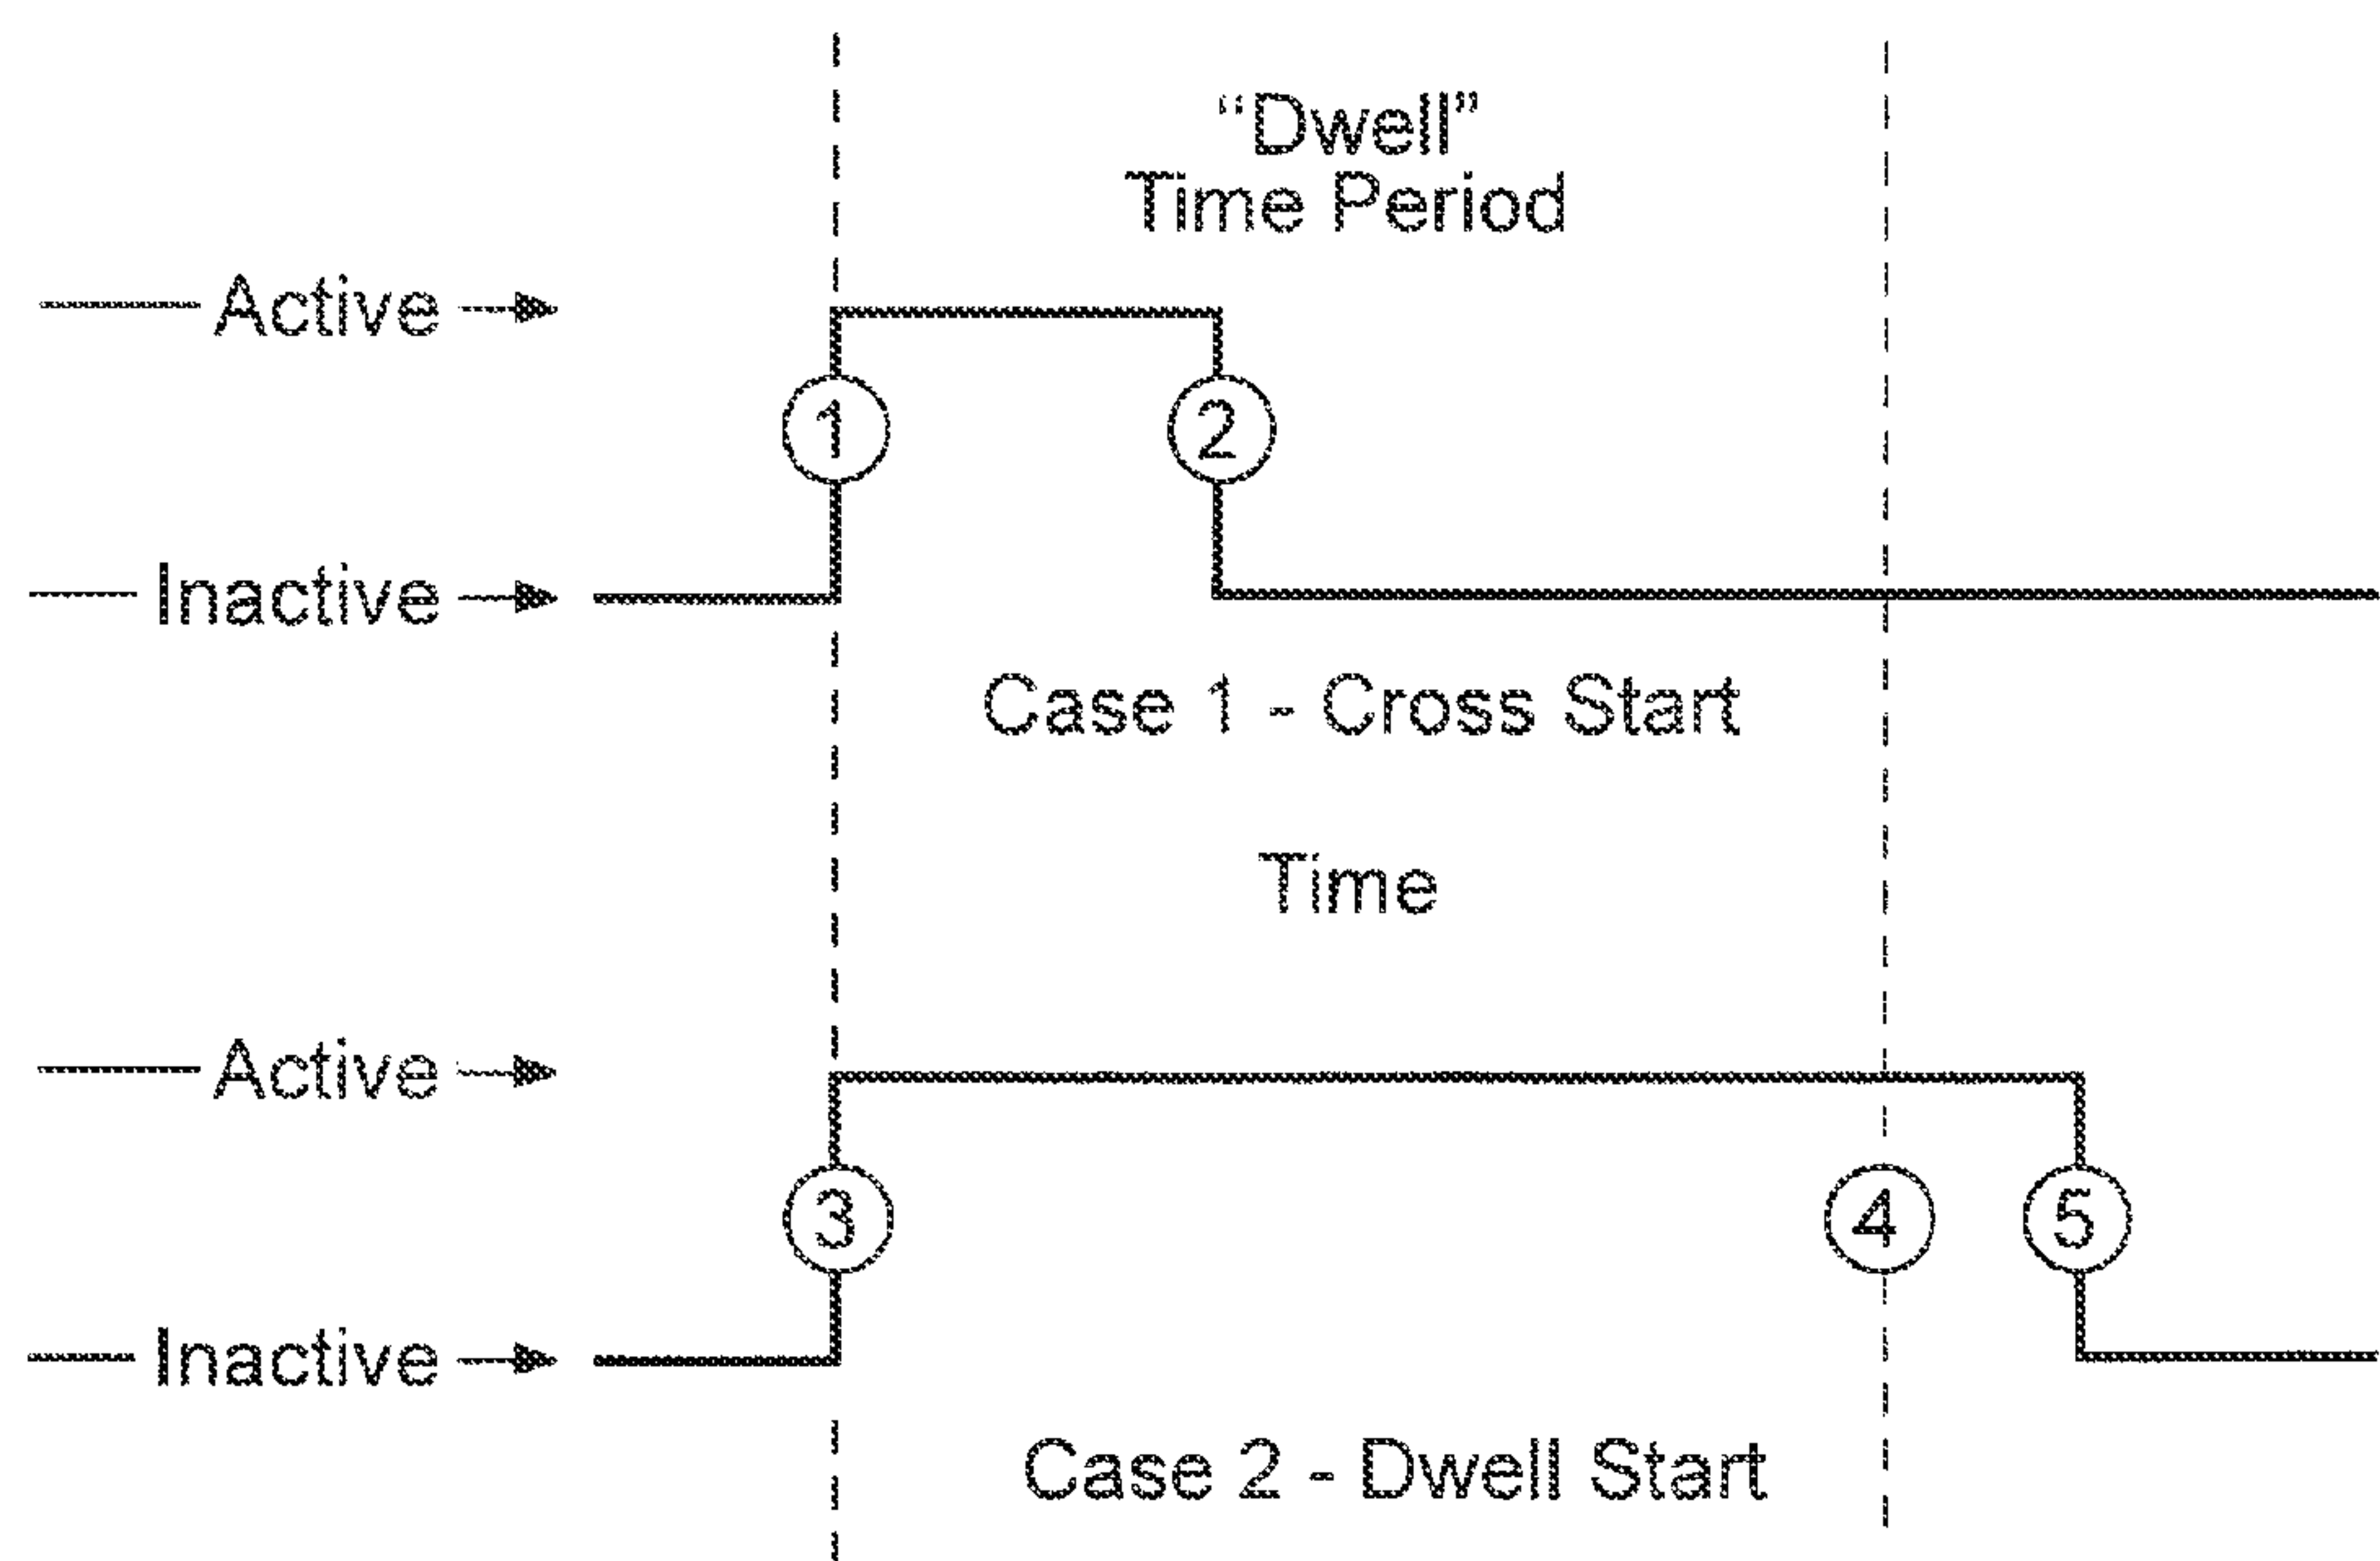 “Dwell”
Time Period
Active
1
2
Inactive
Case 1 - Cross Start
Time
Active
3
4
5
Inactive
Case 2 - Dwell Start